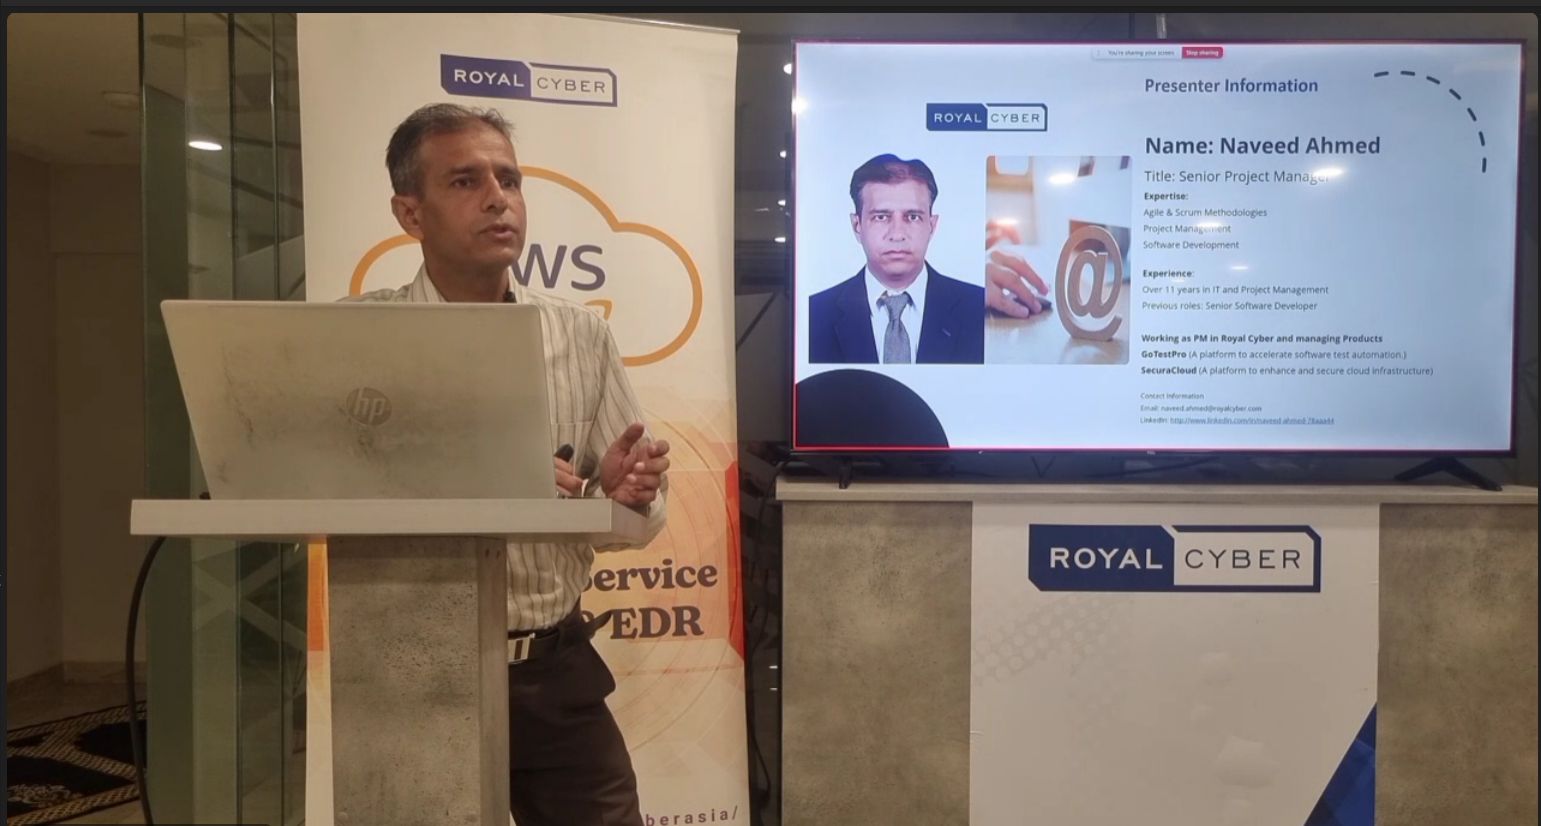 ROYAL CYBER
WS
service
EDR
berasia/
hp
You're sharing your screen Stop sharing
Presenter Information
ROYAL CYBER
Name: Naveed Ahmed
Title: Senior Project Manager
Expertise:
Agile & Scrum Methodologies
Project Management
Software Development
Experience:
Over 11 years in IT and Project Management
Previous roles: Senior Software Developer
Working as PM in Royal Cyber and managing Products
GoTestPro (A platform to accelerate software test automation.)
SecuraCloud (A platform to enhance and secure cloud infrastructure)
Contact Information
Email: naveed.ahmed@royalcyber.com
LinkedIn:
ROYAL CYBER